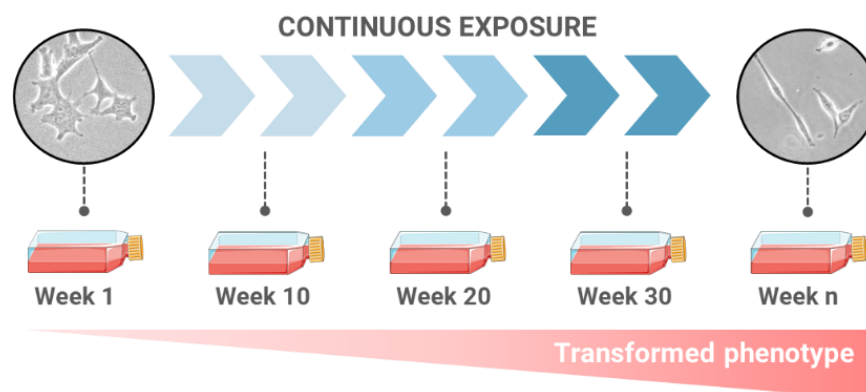 CONTINUOUS EXPOSURE
Week 1
Week 10
Week 20
Week 30
Week n
Transformed phenotype